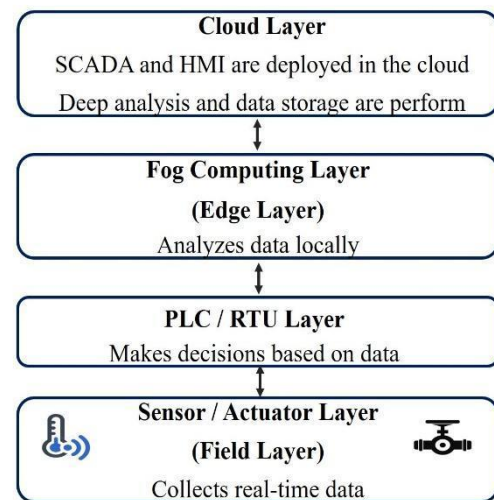 Cloud Layer
SCADA and HMI are deployed in the cloud
Deep analysis and data storage are perform
Fog Computing Layer
(Edge Layer)
Analyzes data locally
PLC / RTU Layer
Makes decisions based on data
Sensor / Actuator Layer
(Field Layer)
Collects real-time data